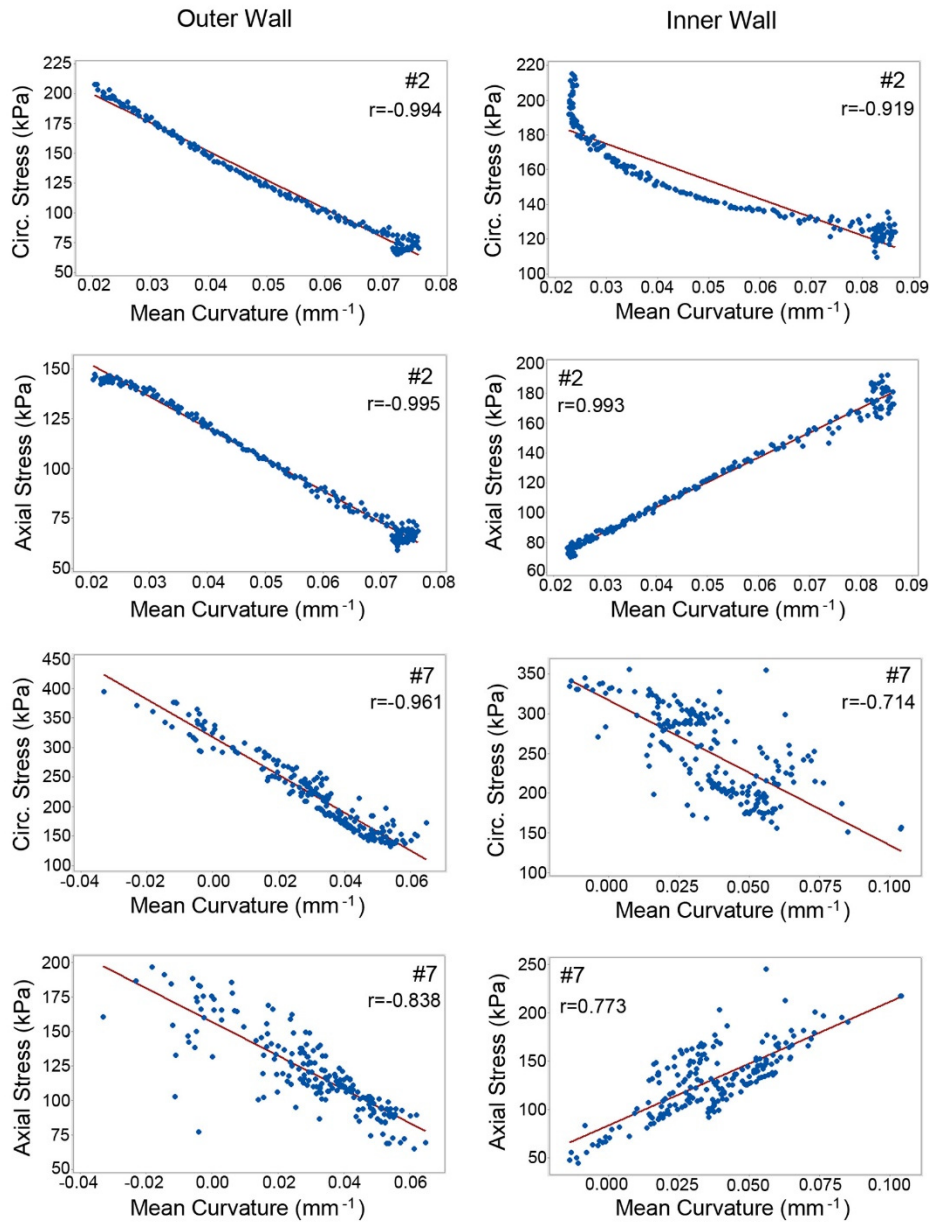 Outer Wall
Inner Wall
Circ. Stress (kPa)
225
200
175
150
125
100
75
50
#2
r=-0.994
0.02 0.03 0.04 0.05 0.06 0.07 0.08
Mean Curvature (mm⁻¹)
Circ. Stress (kPa)
220
200
180
160
140
120
100
#2
r=-0.919
0.02 0.03 0.04 0.05 0.06 0.07 0.08 0.09
Mean Curvature (mm⁻¹)
Axial Stress (kPa)
150
125
100
75
50
#2
r=-0.995
0.02 0.03 0.04 0.05 0.06 0.07 0.08
Mean Curvature (mm⁻¹)
Axial Stress (kPa)
200
180
160
140
120
100
80
60
#2
r=0.993
0.02 0.03 0.04 0.05 0.06 0.07 0.08 0.09
Mean Curvature (mm⁻¹)
Circ. Stress (kPa)
450
400
350
300
250
200
150
100
#7
r=-0.961
-0.04 -0.02 0.00 0.02 0.04 0.06
Mean Curvature (mm⁻¹)
Circ. Stress (kPa)
350
300
250
200
150
100
#7
r=-0.714
0.000 0.025 0.050 0.075 0.100
Mean Curvature (mm⁻¹)
Axial Stress (kPa)
200
175
150
125
100
75
50
#7
r=-0.838
-0.04 -0.02 0.00 0.02 0.04 0.06
Mean Curvature (mm⁻¹)
Axial Stress (kPa)
250
200
150
100
50
#7
r=0.773
0.000 0.025 0.050 0.075 0.100
Mean Curvature (mm⁻¹)